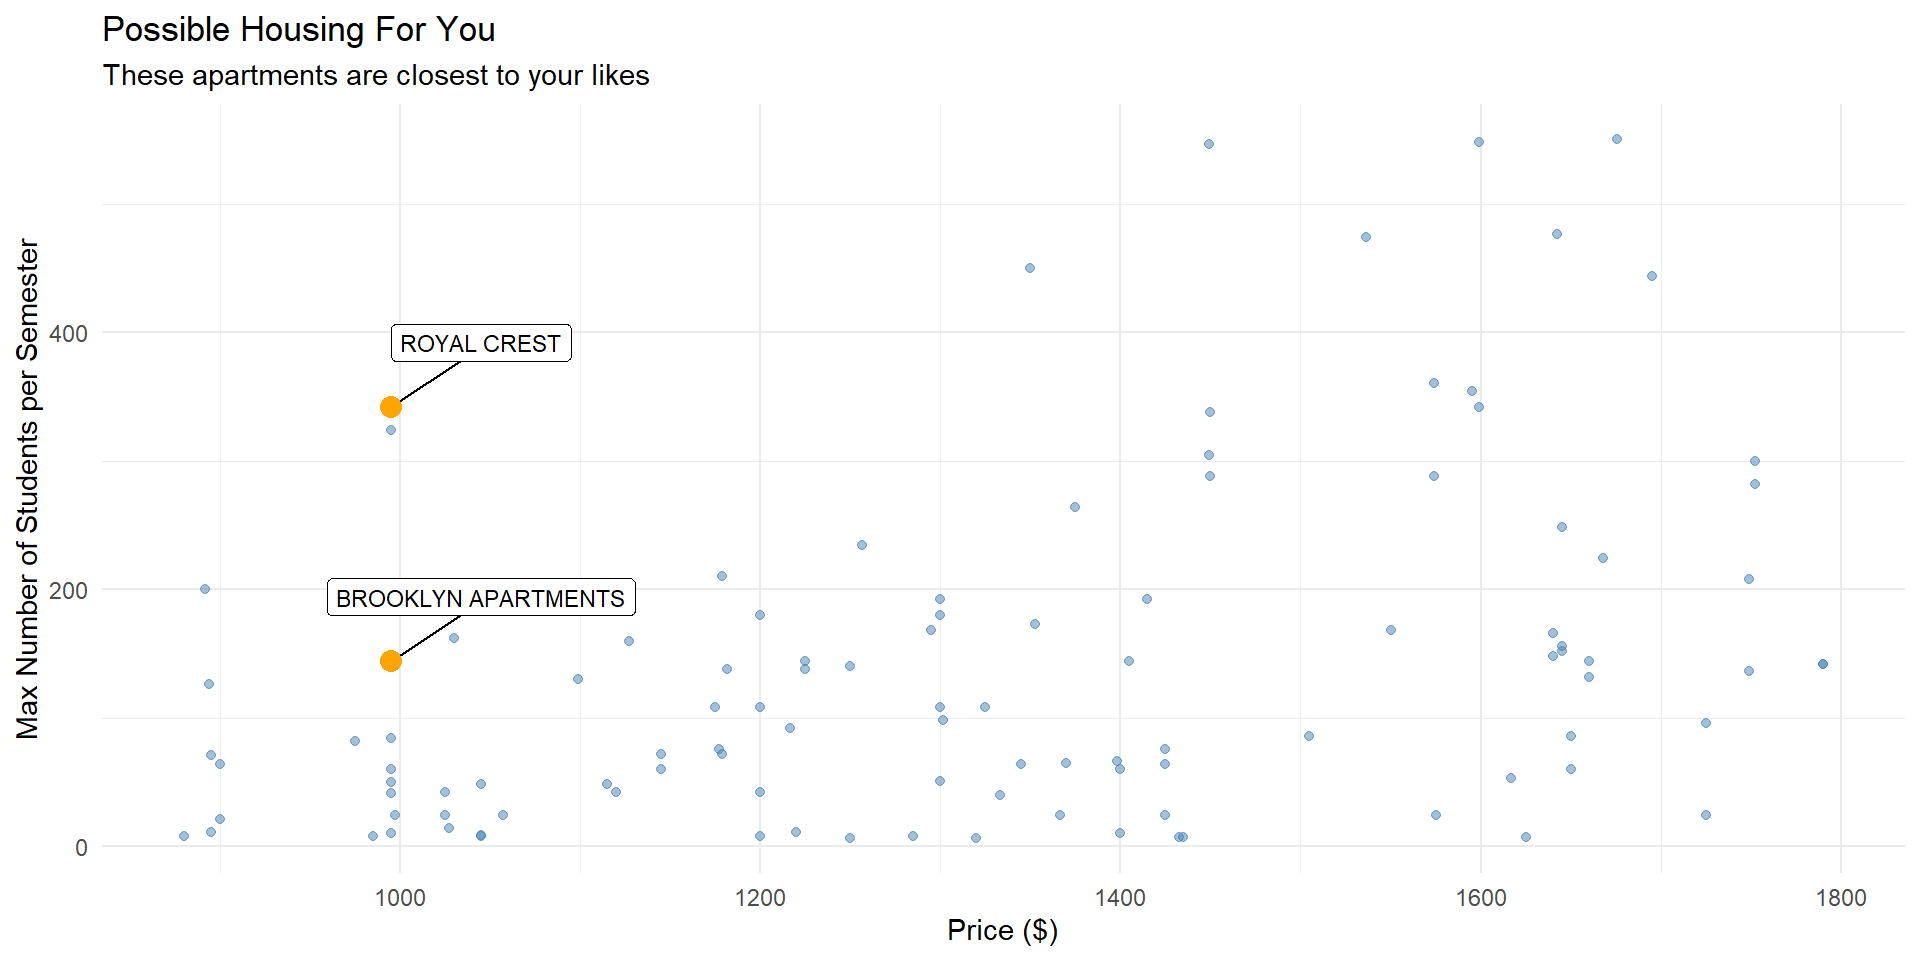 Possible Housing For You
These apartments are closest to your likes
Max Number of Students per Semester
400
200
0
ROYAL CREST
BROOKLYN APARTMENTS
1000
1200
1400
1600
1800
Price ($)